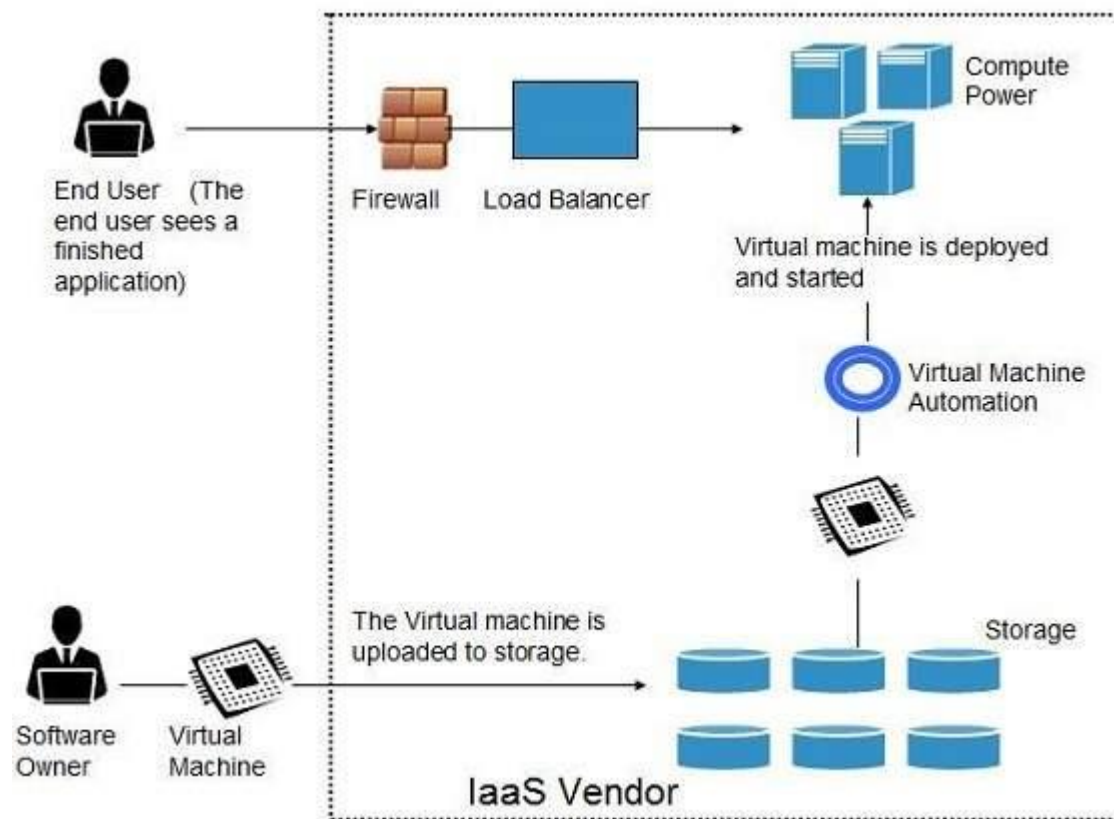 Compute
Power
End User (The
end user sees a
finished
application)
Firewall
Load Balancer
Virtual machine is deployed
and started
Virtual Machine
Automation
The Virtual machine is
uploaded to storage.
Storage
Software
Owner
Virtual
Machine
IaaS Vendor